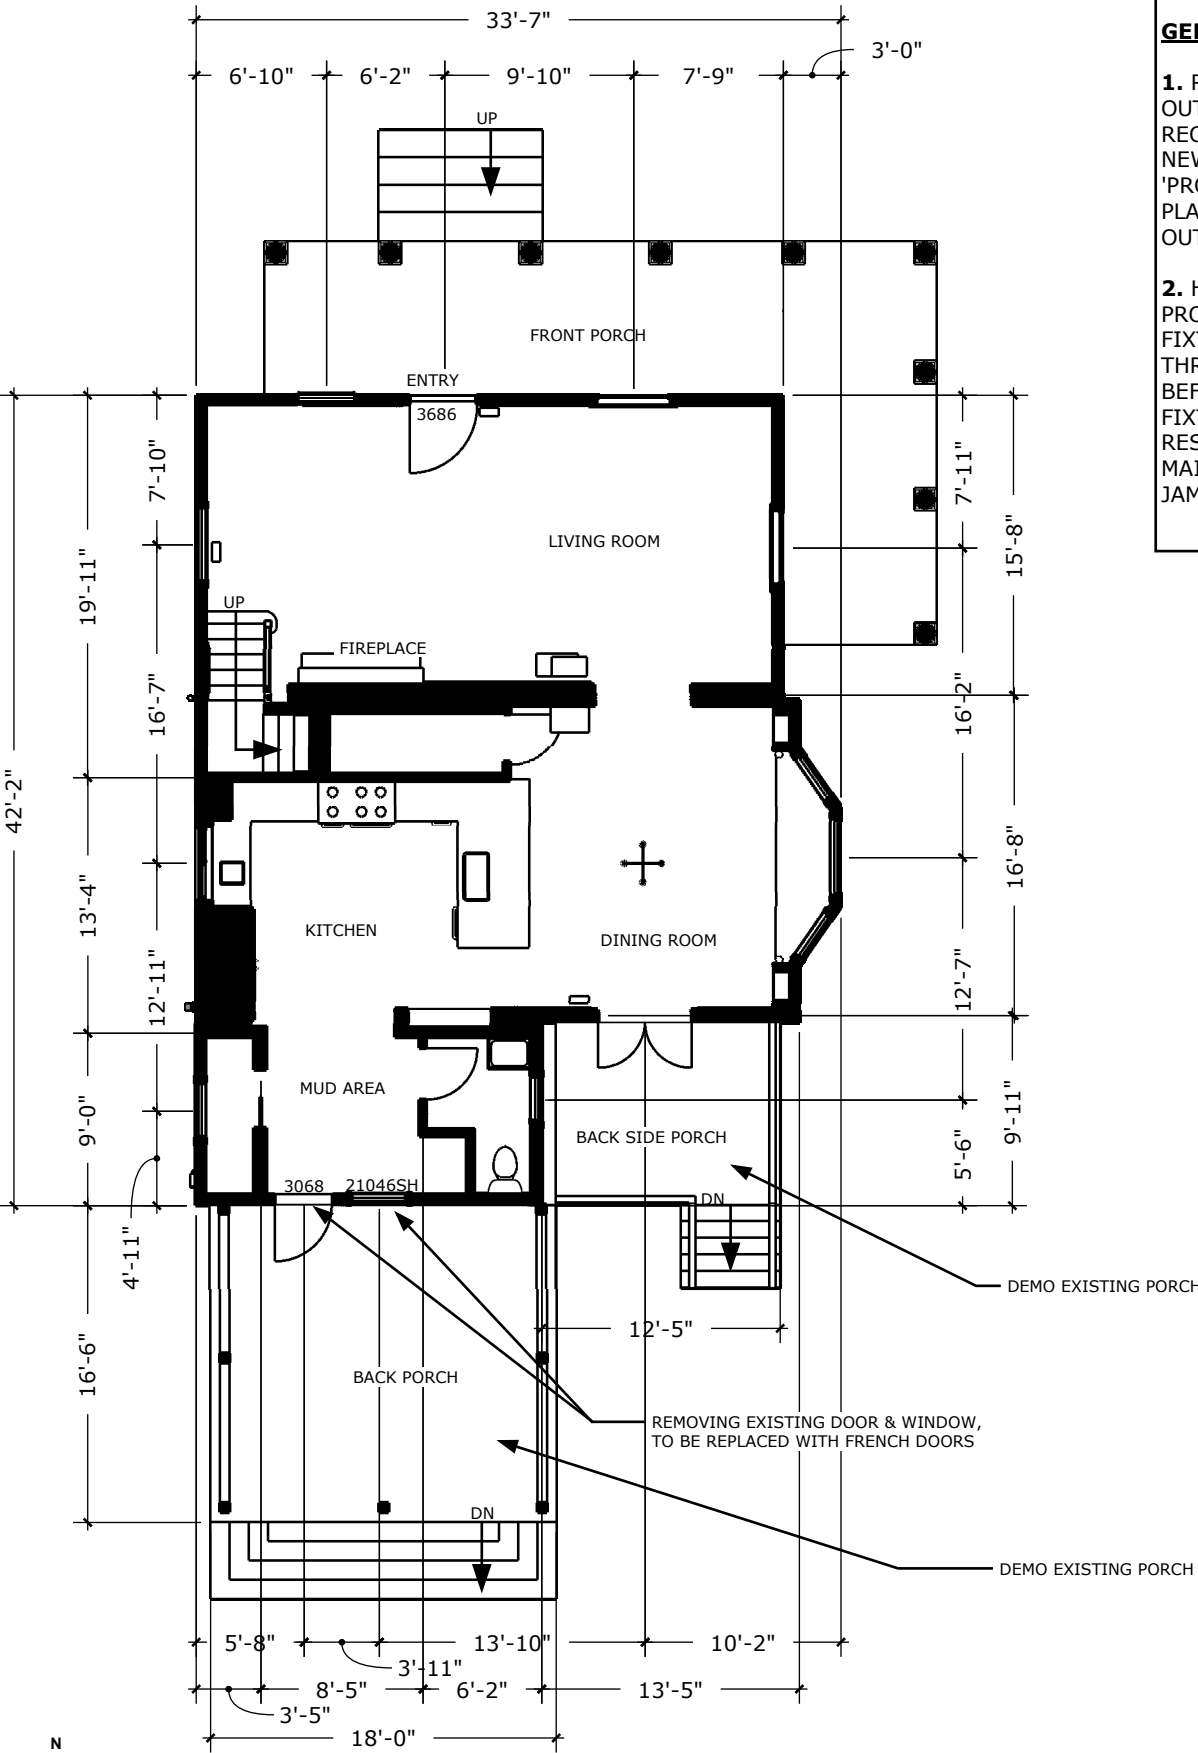 33'-7"
3'-0"
6'-10"
6'-2"
9'-10"
7'-9"
UP
FRONT PORCH
ENTRY
3686
7'-10"
7'-11"
LIVING ROOM
15'-8"
19'-11"
UP
FIREPLACE
16'-7"
16'-2"
42'-2"
16'-8"
13'-4"
KITCHEN
DINING ROOM
12'-11"
12'-7"
MUD AREA
9'-0"
9'-11"
BACK SIDE PORCH
5'-6"
3068
21046SH
DN
4'-11"
DEMO EXISTING PORCH
12'-5"
16'-6"
BACK PORCH
REMOVING EXISTING DOOR & WINDOW,
TO BE REPLACED WITH FRENCH DOORS
DN
DEMO EXISTING PORCH
5'-8"
13'-10"
10'-2"
3'-11"
8'-5"
6'-2"
13'-5"
3'-5"
18'-0"
N
1.
2.